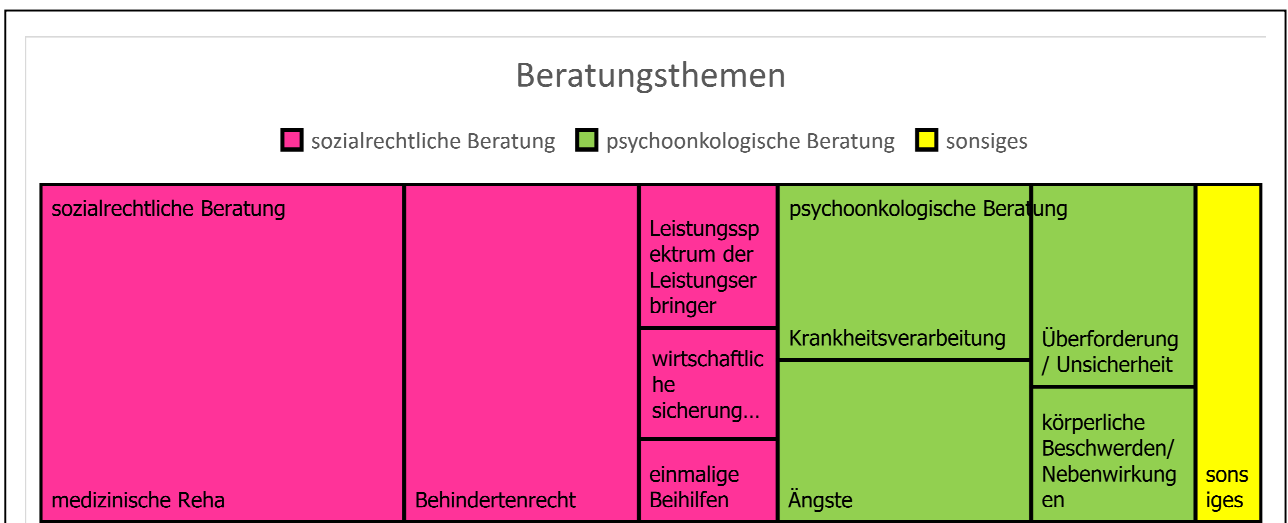 Beratungsthemen
sozialrechtliche Beratung psychoonkologische Beratung sonsiges
sozialrechtliche Beratung
medizinische Reha
Behindertenrecht
Leistungssp
ektrum der
Leistungser
bringer
wirtschaftlic
he
sicherung...
einmalige
Beihilfen
psychoonkologische Beratung
Krankheitsverarbeitung
Ängste
Überforderung
/ Unsicherheit
körperliche
Beschwerden/
Nebenwirkung
en
sons
iges